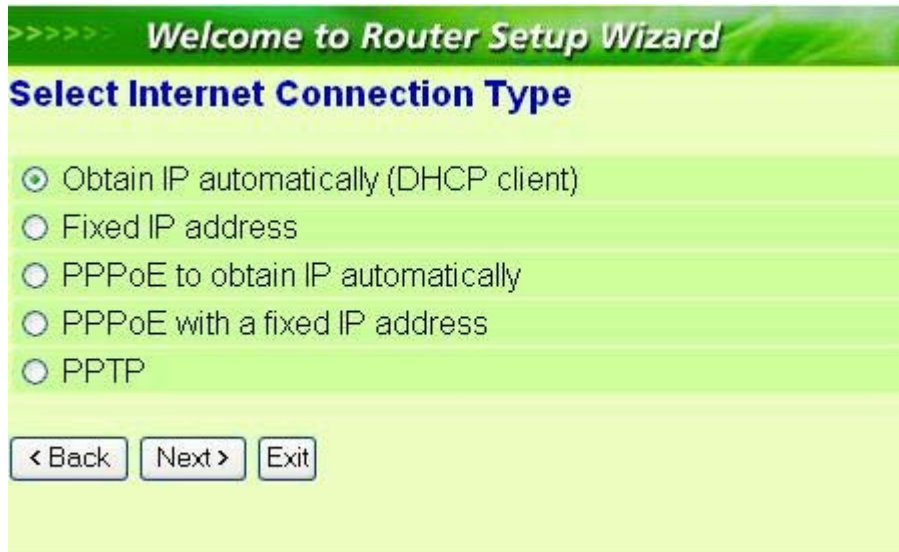 >>>>>> Welcome to Router Setup Wizard
Select Internet Connection Type
Obtain IP automatically (DHCP client)
Fixed IP address
PPPoE to obtain IP automatically
PPPoE with a fixed IP address
PPTP
< Back Next > Exit